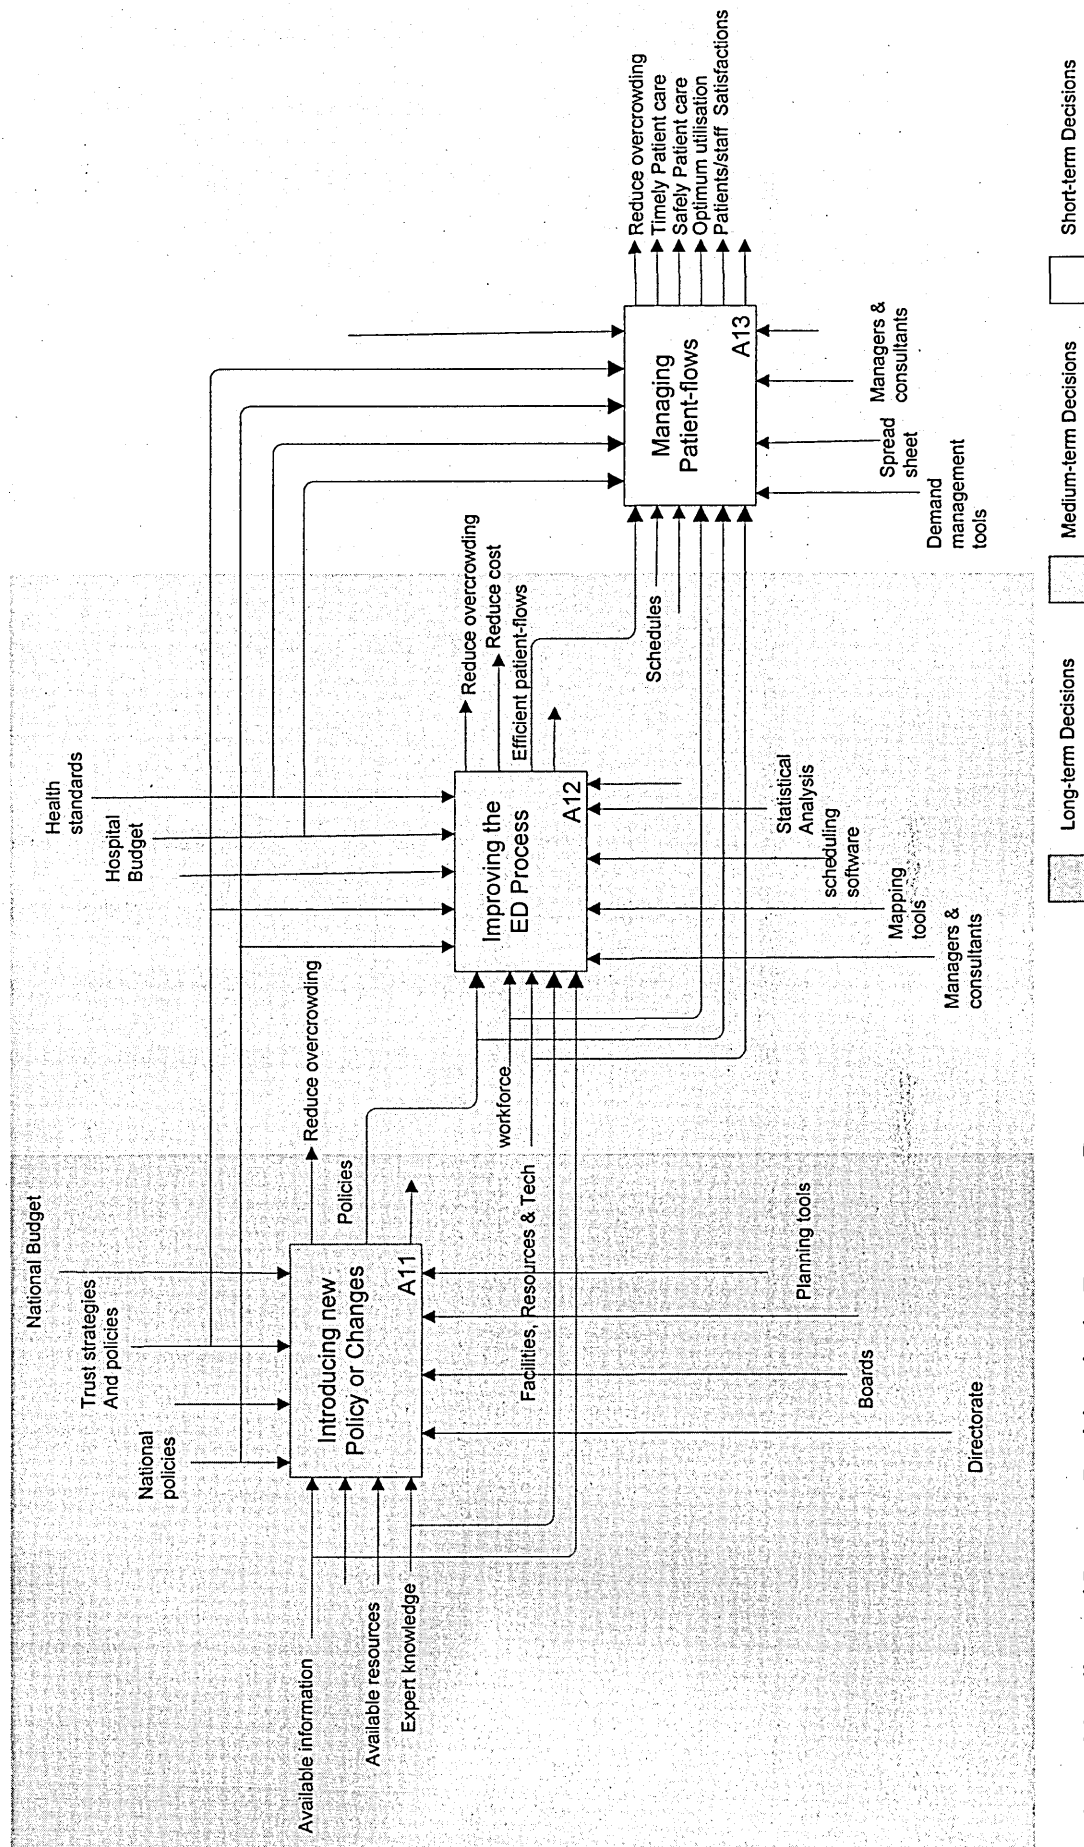 National Budget
Trust strategies
And policies
National
policies
Health
standards
Hospital
Budget
Available information
Available resources
Expert knowledge
Introducing new
Policy or Changes
A11
Reduce overcrowding
Policies
workforce
Facilities, Resources & Tech
Planning tools
Boards
Directorate
Improving the
ED Process
A12
Reduce overcrowding
Reduce cost
Efficient patient-flows
Statistical
Analysis
scheduling
software
Mapping
tools
Managers &
consultants
Schedules
Managing
Patient-flows
A13
Reduce overcrowding
Timely Patient care
Safely Patient care
Optimum utilisation
Patients/staff Satisfactions
Managers &
consultants
Spread
sheet
Demand
management
tools
Long-term Decisions
Medium-term Decisions
Short-term Decisions